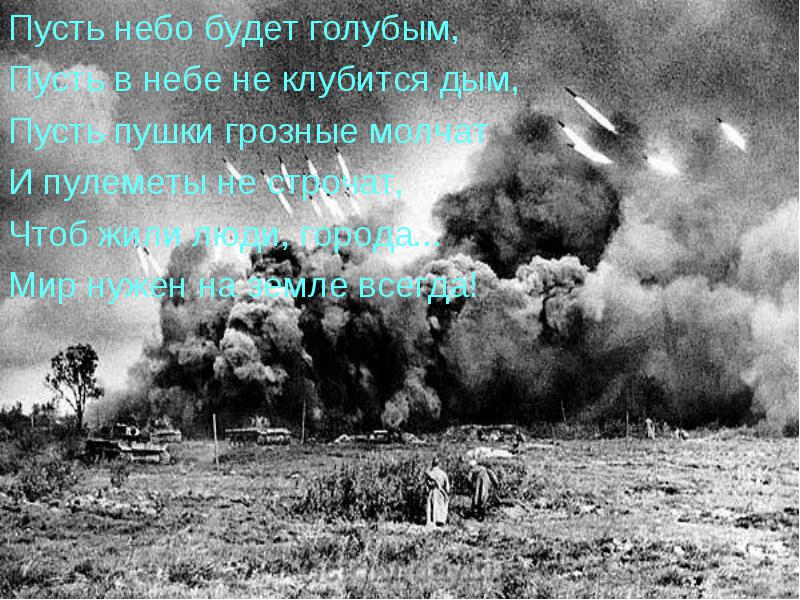 Пусть небо будет голубым,
Пусть в небе не клубится дым,
Пусть пушки грозные молчат
И пулеметы не строчат,
Чтоб жили люди, города...
Мир нужен на земле всегда!